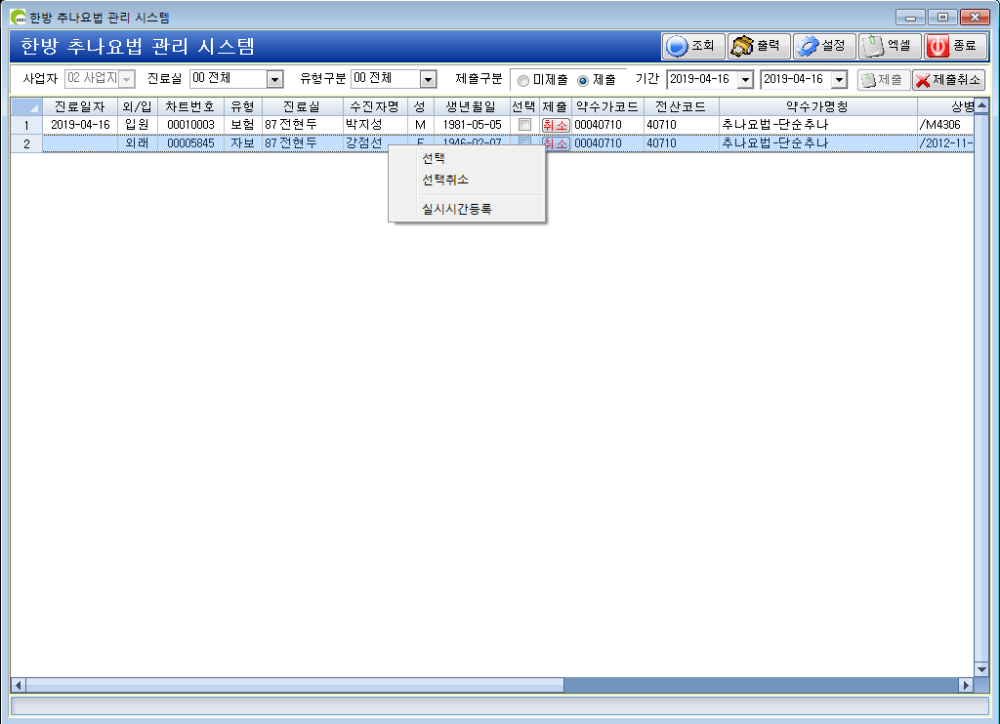 한방 추나요법 관리 시스템
한방 추나요법 관리 시스템 조회 출력 설정 엑셀 종료
사업자 02 사업지 진료실 00 전체 유형구분 00 전체 제출구분 미제출 제출 기간 2019-04-16 2019-04-16 제출 제출취소
진료일자 외/입 차트번호 유형 진료실 수진자명 성 생년월일 선택 제출 약수가코드 전산코드 약수가명칭 상병
1 2019-04-16 입원 00010003 보험 87 전현두 박지성 M 1981-05-05 취소 00040710 40710 추나요법-단순추나 /M4306
2 외래 00005845 자보 87 전현두 강점선 F 1946-02-07 취소 00040710 40710 추나요법-단순추나 /2012-11-
선택
선택취소
실시시간등록